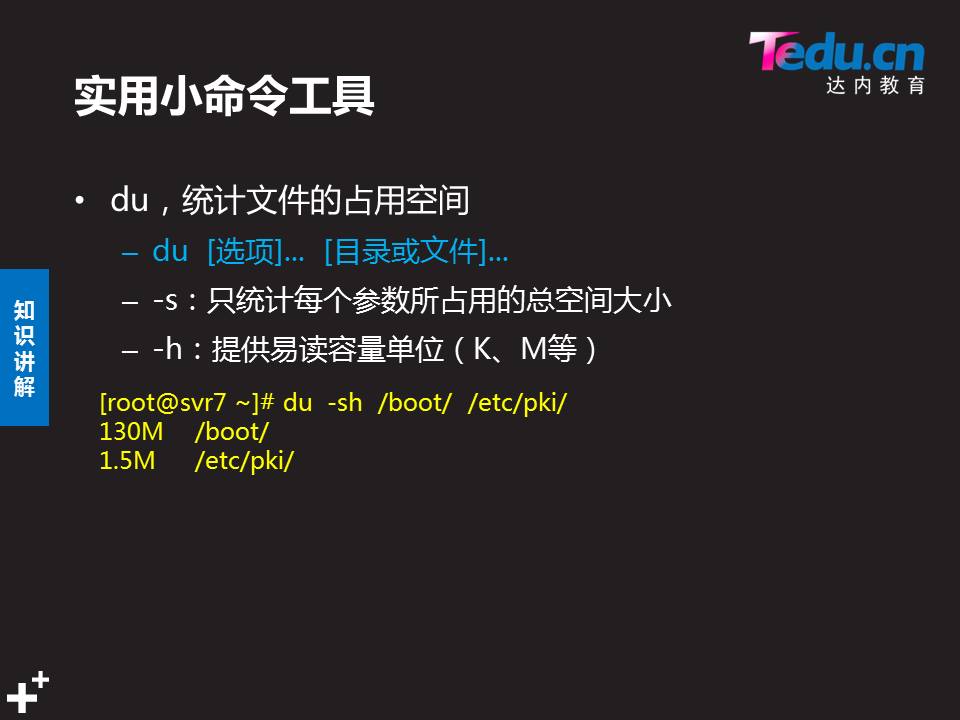 Tedu.cn
达内教育
实用小命令工具
• du，统计文件的占用空间
– du [选项]... [目录或文件]...
– -s：只统计每个参数所占用的总空间大小
– -h：提供易读容量单位（K、M等）
知识讲解
[root@svr7 ~]# du -sh /boot/ /etc/pki/
130M /boot/
1.5M /etc/pki/